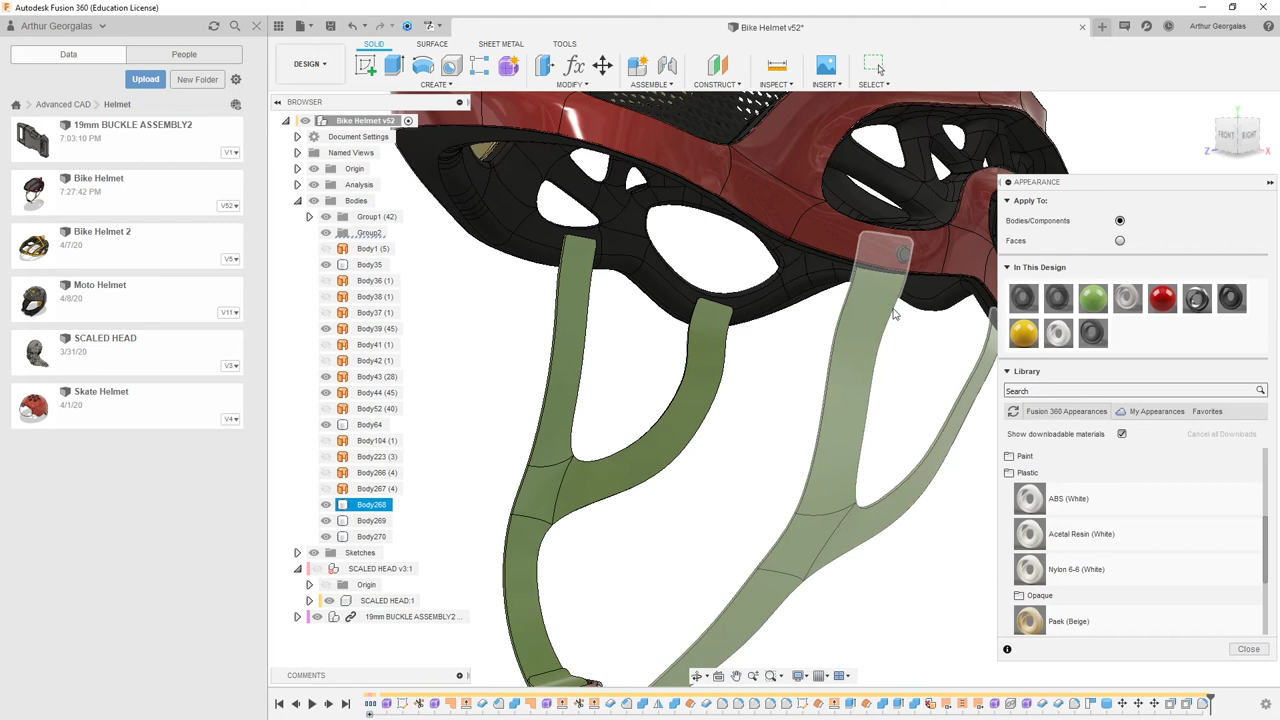 Autodesk Fusion 360 (Education License)
Arthur Georgalas
Bike Helmet v52*
Arthur Georgalas
Data
People
Upload
New Folder
Advanced CAD
Helmet
19mm BUCKLE ASSEMBLY2
7:03:10 PM
V1
Bike Helmet
7:27:42 PM
V52
Bike Helmet 2
4/7/20
V5
Moto Helmet
4/8/20
V11
SCALED HEAD
3/31/20
V3
Skate Helmet
4/1/20
V4
DESIGN
SOLID
SURFACE
SHEET METAL
TOOLS
CREATE
MODIFY
ASSEMBLE
CONSTRUCT
INSPECT
INSERT
SELECT
BROWSER
Bike Helmet v52
Document Settings
Named Views
Origin
Analysis
Bodies
Group1 (42)
Group2
Body1 (5)
Body35
Body36 (1)
Body38 (1)
Body37 (1)
Body39 (45)
Body41 (1)
Body42 (1)
Body43 (28)
Body44 (45)
Body52 (40)
Body64
Body104 (1)
Body223 (3)
Body266 (4)
Body267 (4)
Body268
Body269
Body270
Sketches
SCALED HEAD v3:1
Origin
SCALED HEAD:1
19mm BUCKLE ASSEMBLY2 ...
COMMENTS
FRONT
RIGHT
Z
X
Y
APPEARANCE
Apply To:
Bodies/Components
Faces
In This Design
Library
Search
Fusion 360 Appearances
My Appearances
Favorites
Show downloadable materials
Cancel all Downloads
Paint
Plastic
ABS (White)
Acetal Resin (White)
Nylon 6-6 (White)
Opaque
Paek (Beige)
Close